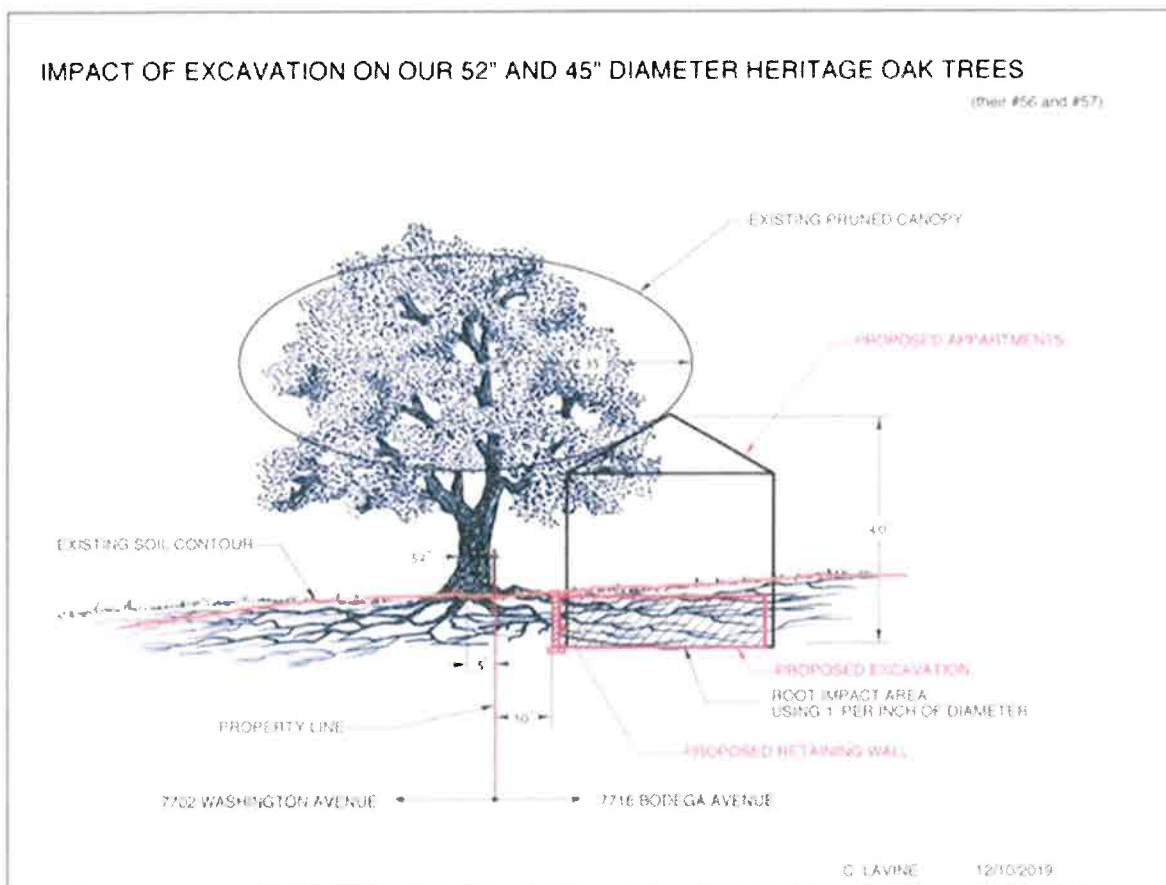 IMPACT OF EXCAVATION ON OUR 52" AND 45" DIAMETER HERITAGE OAK TREES
(their #56 and #57)
EXISTING PRUNED CANOPY
PROPOSED APPARTMENTS
35'
40'
EXISTING SOIL CONTOUR
52"
5'
PROPOSED EXCAVATION
ROOT IMPACT AREA
USING 1' PER INCH OF DIAMETER
10'
PROPERTY LINE
PROPOSED RETAINING WALL
7702 WASHINGTON AVENUE
7716 BODEGA AVENUE
C. LAVINE 12/10/2019